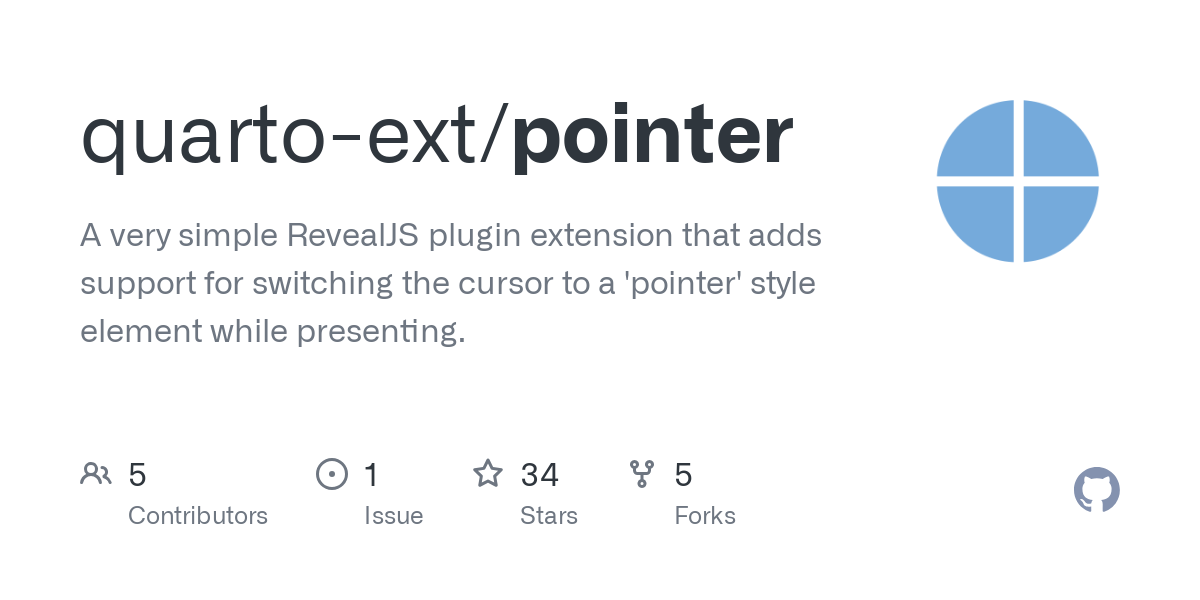 quarto-ext/pointer
A very simple RevealJS plugin extension that adds
support for switching the cursor to a 'pointer' style
element while presenting.
5 1 34 5
Contributors Issue Stars Forks